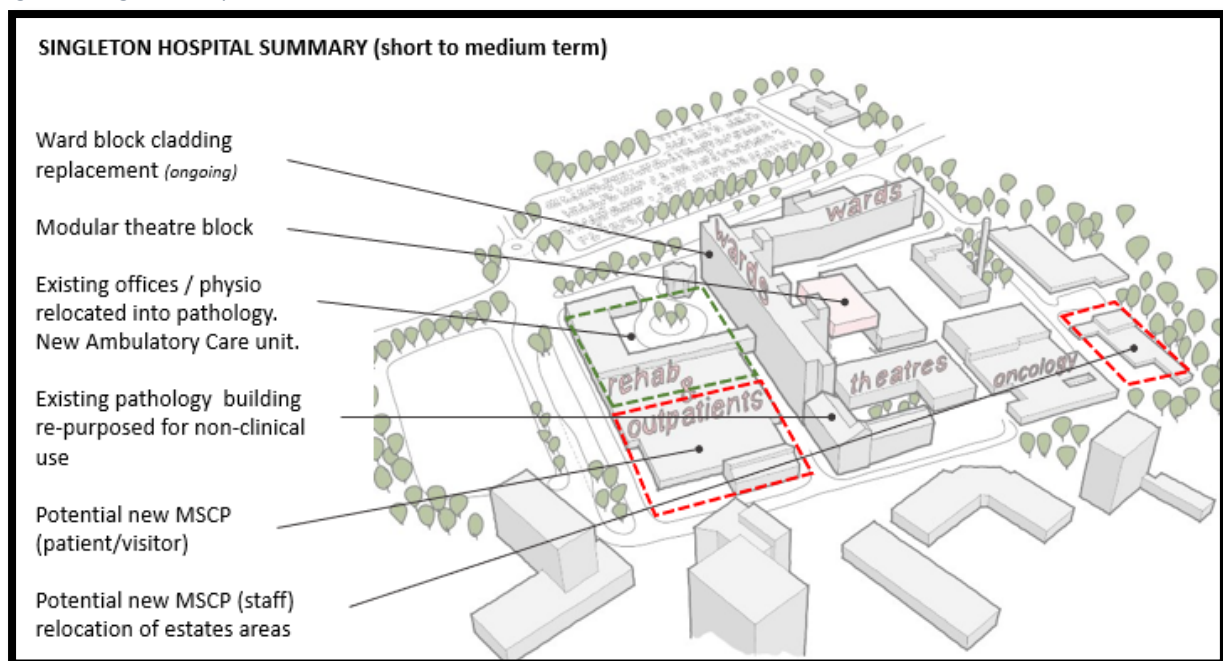 SINGLETON HOSPITAL SUMMARY (short to medium term)
Ward block cladding
replacement (ongoing)
Modular theatre block
Existing offices / physio
relocated into pathology.
New Ambulatory Care unit.
Existing pathology building
re-purposed for non-clinical
use
Potential new MSCP
(patient/visitor)
Potential new MSCP (staff)
relocation of estates areas
wards
wards
rehab
&
outpatients
theatres
oncology